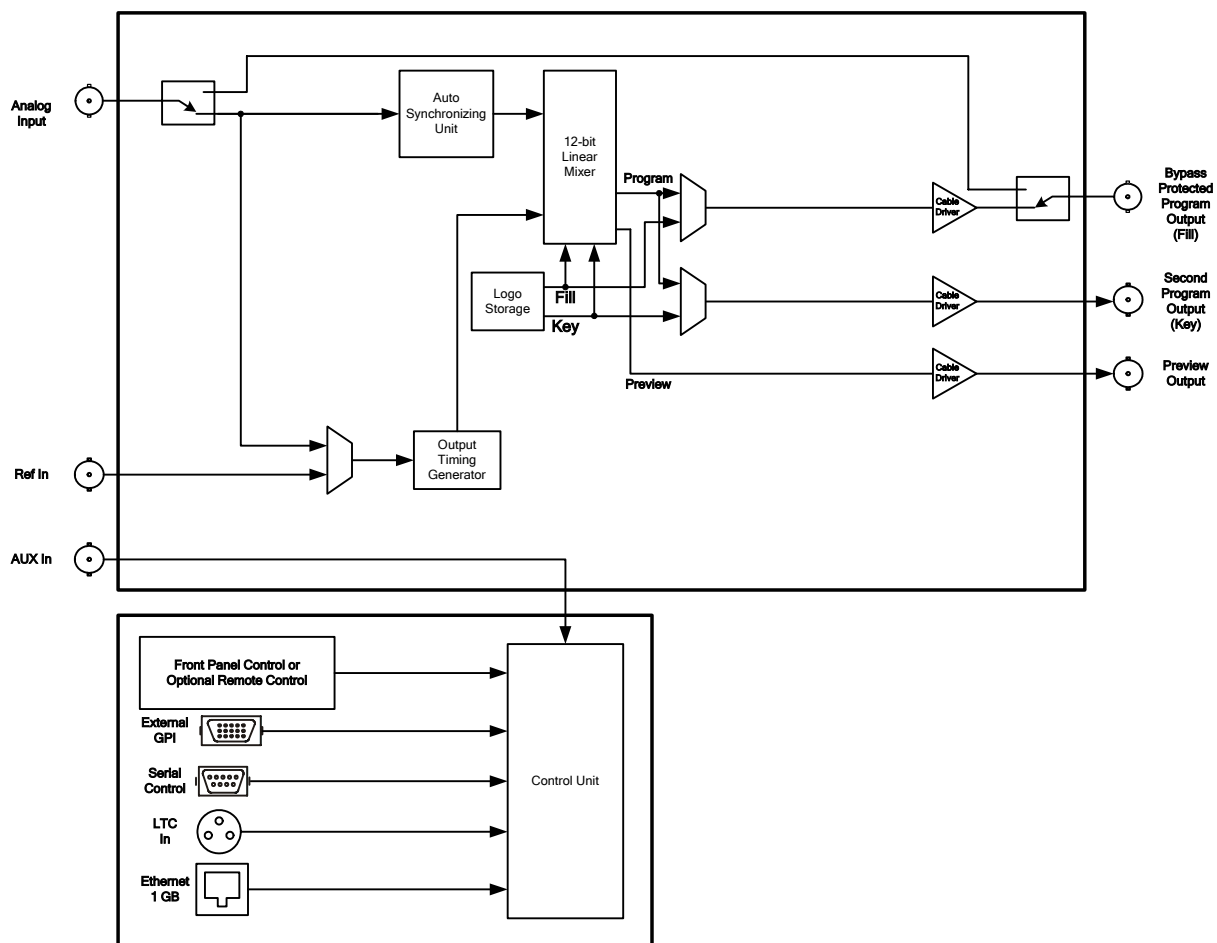 Analog
Input
Auto
Synchronizing
Unit
12-bit
Linear
Mixer
Program
Cable
Driver
Bypass
Protected
Program
Output
(Fill)
Logo
Storage
Fill
Key
Cable
Driver
Second
Program
Output
(Key)
Preview
Cable
Driver
Preview
Output
Output
Timing
Generator
Ref In
AUX In
Front Panel Control or
Optional Remote Control
External
GPI
Serial
Control
Control Unit
LTC
In
Ethernet
1 GB